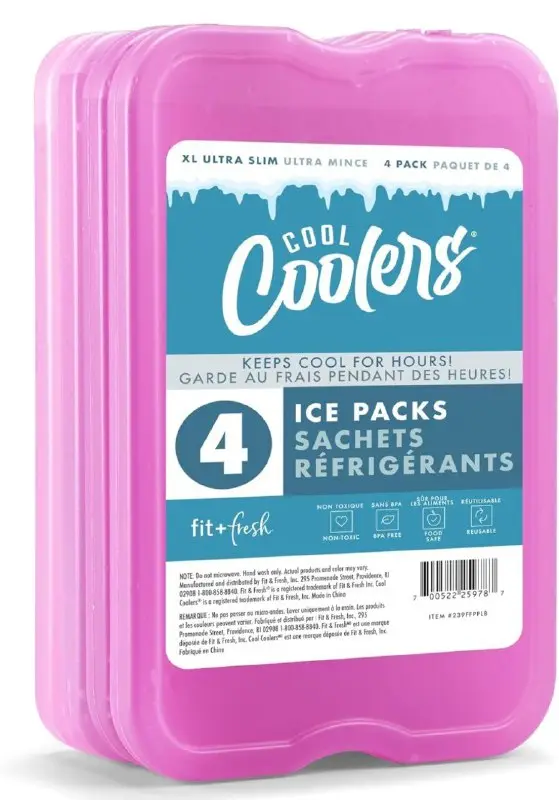 XL ULTRA SLIM ULTRA MINCE 4 PACK PAQUET DE 4
COOL
Coolers®
KEEPS COOL FOR HOURS!
GARDE AU FRAIS PENDANT DES HEURES!
4
ICE PACKS
SACHETS
RÉFRIGÉRANTS
fit+fresh
NON TOXIQUE
NON-TOXIC
SANS BPA
BPA FREE
SÛR POUR
LES ALIMENTS
FOOD
SAFE
RÉUTILISABLE
REUSABLE
NOTE: Do not microwave. Hand wash only. Actual products and color may vary.
Manufactured and distributed by Fit & Fresh, Inc. 295 Promenade Street, Providence, RI
02908 1-800-858-8840. Fit & Fresh® is a registered trademark of Fit & Fresh Inc. Cool
Coolers® is a registered trademark of Fit & Fresh, Inc. Made in China
REMARQUE : Ne pas penser au micro-ondes. Laver uniquement à la main. Les produits
et les couleurs peuvent varier. Fabriqué et distribué par : Fit & Fresh, Inc., 295
Promenade Street, Providence, RI 02908 1-800-858-8840. Fit & Fresh® est une marque
déposée de Fit & Fresh, Inc. Cool Coolers® est une marque déposée de Fit & Fresh, Inc.
Fabriqué en China
7 00522 25978 7
ITEM #239FFPPLB